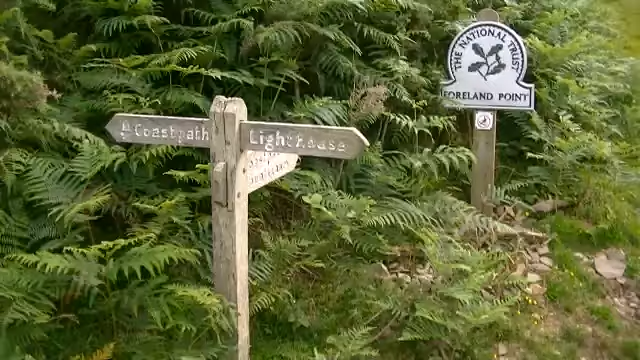 Coastpath
Lighthouse
THE NATIONAL TRUST
FORELAND POINT